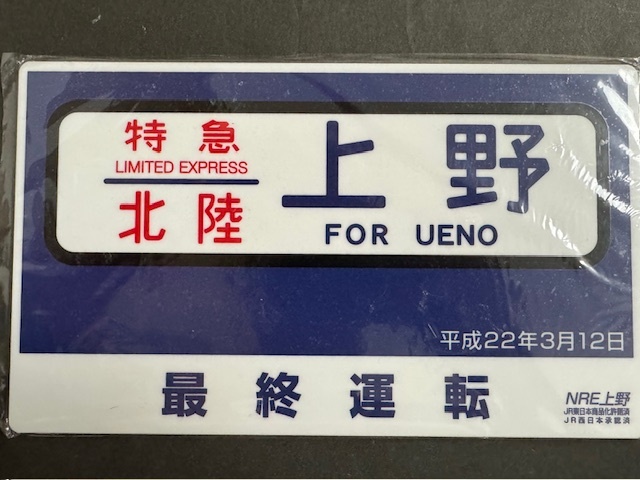 特急
LIMITED EXPRESS
北陸
上野
FOR UENO
平成22年3月12日
最終運転
NRE上野
JR東日本商品化許諾済
JR西日本承認済